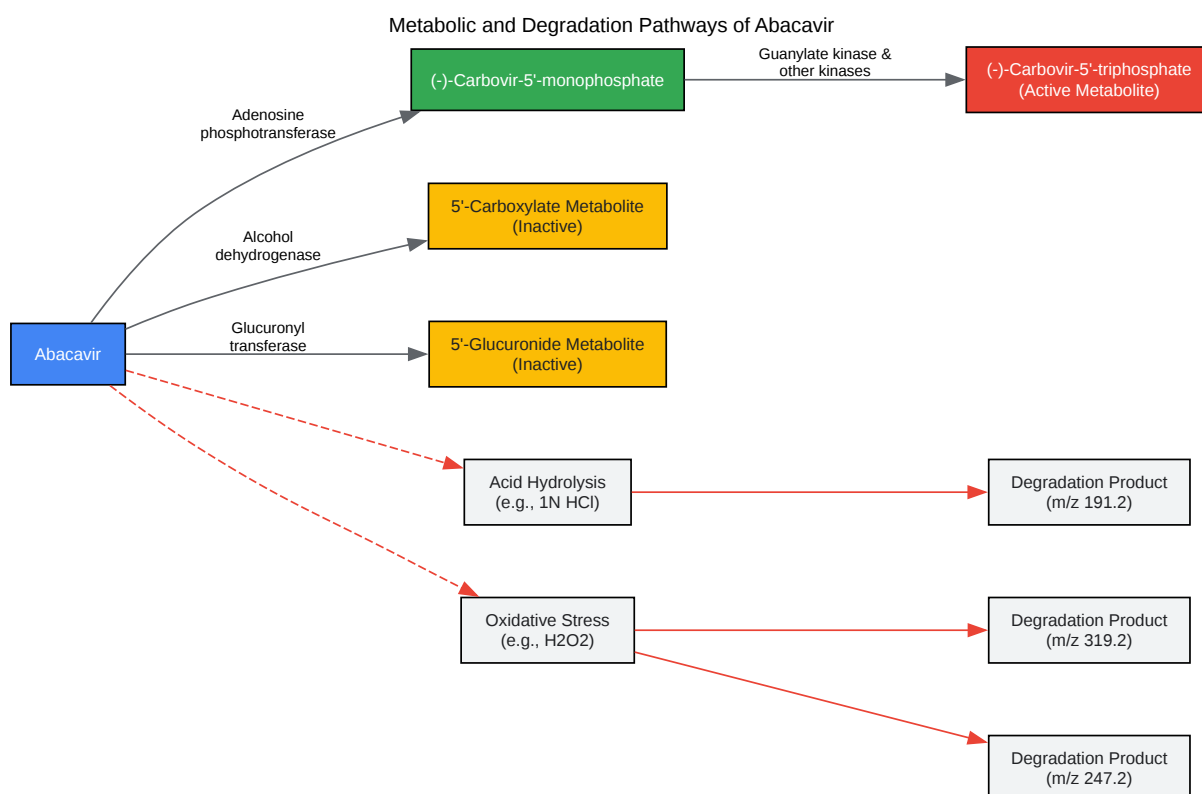 Metabolic and Degradation Pathways of Abacavir
(-)-Carbovir-5'-monophosphate
Guanylate kinase &
other kinases
(-)-Carbovir-5'-triphosphate
(Active Metabolite)
Adenosine
phosphotransferase
5'-Carboxylate Metabolite
(Inactive)
Alcohol
dehydrogenase
Abacavir
Glucuronyl
transferase
5'-Glucuronide Metabolite
(Inactive)
Acid Hydrolysis
(e.g., 1N HCl)
Degradation Product
(m/z 191.2)
Oxidative Stress
(e.g., H2O2)
Degradation Product
(m/z 319.2)
Degradation Product
(m/z 247.2)